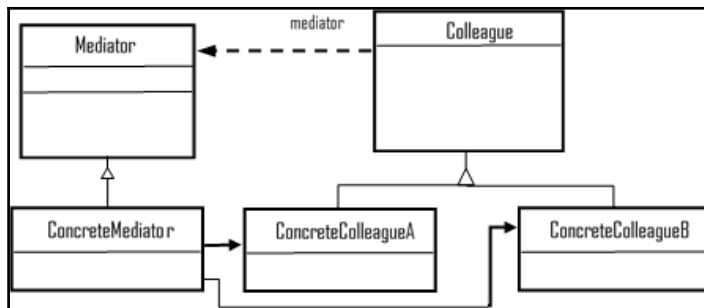 mediator
Mediator
Colleague
ConcreteMediator
ConcreteColleagueA
ConcreteColleagueB